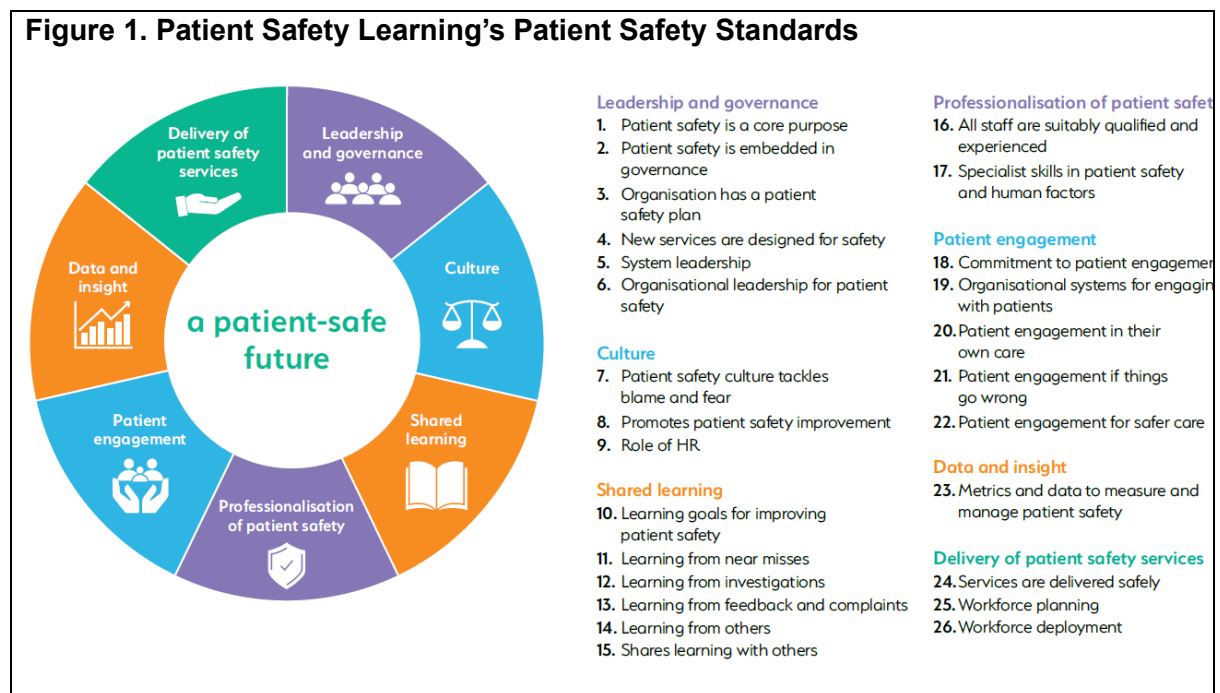 Figure 1. Patient Safety Learning’s Patient Safety Standards
Delivery of
patient safety
services
Leadership
and governance
Data and
insight
Culture
a patient-safe
future
Patient
engagement
Shared
learning
Professionalisation
of patient safety
Leadership and governance
1. Patient safety is a core purpose
2. Patient safety is embedded in
governance
3. Organisation has a patient
safety plan
4. New services are designed for safety
5. System leadership
6. Organisational leadership for patient
safety
Culture
7. Patient safety culture tackles
blame and fear
8. Promotes patient safety improvement
9. Role of HR
Shared learning
10. Learning goals for improving
patient safety
11. Learning from near misses
12. Learning from investigations
13. Learning from feedback and complaints
14. Learning from others
15. Shares learning with others
Professionalisation of patient safet
16. All staff are suitably qualified and
experienced
17. Specialist skills in patient safety
and human factors
Patient engagement
18. Commitment to patient engagemen
19. Organisational systems for engagin
with patients
20. Patient engagement in their
own care
21. Patient engagement if things
go wrong
22. Patient engagement for safer care
Data and insight
23. Metrics and data to measure and
manage patient safety
Delivery of patient safety services
24. Services are delivered safely
25. Workforce planning
26. Workforce deployment